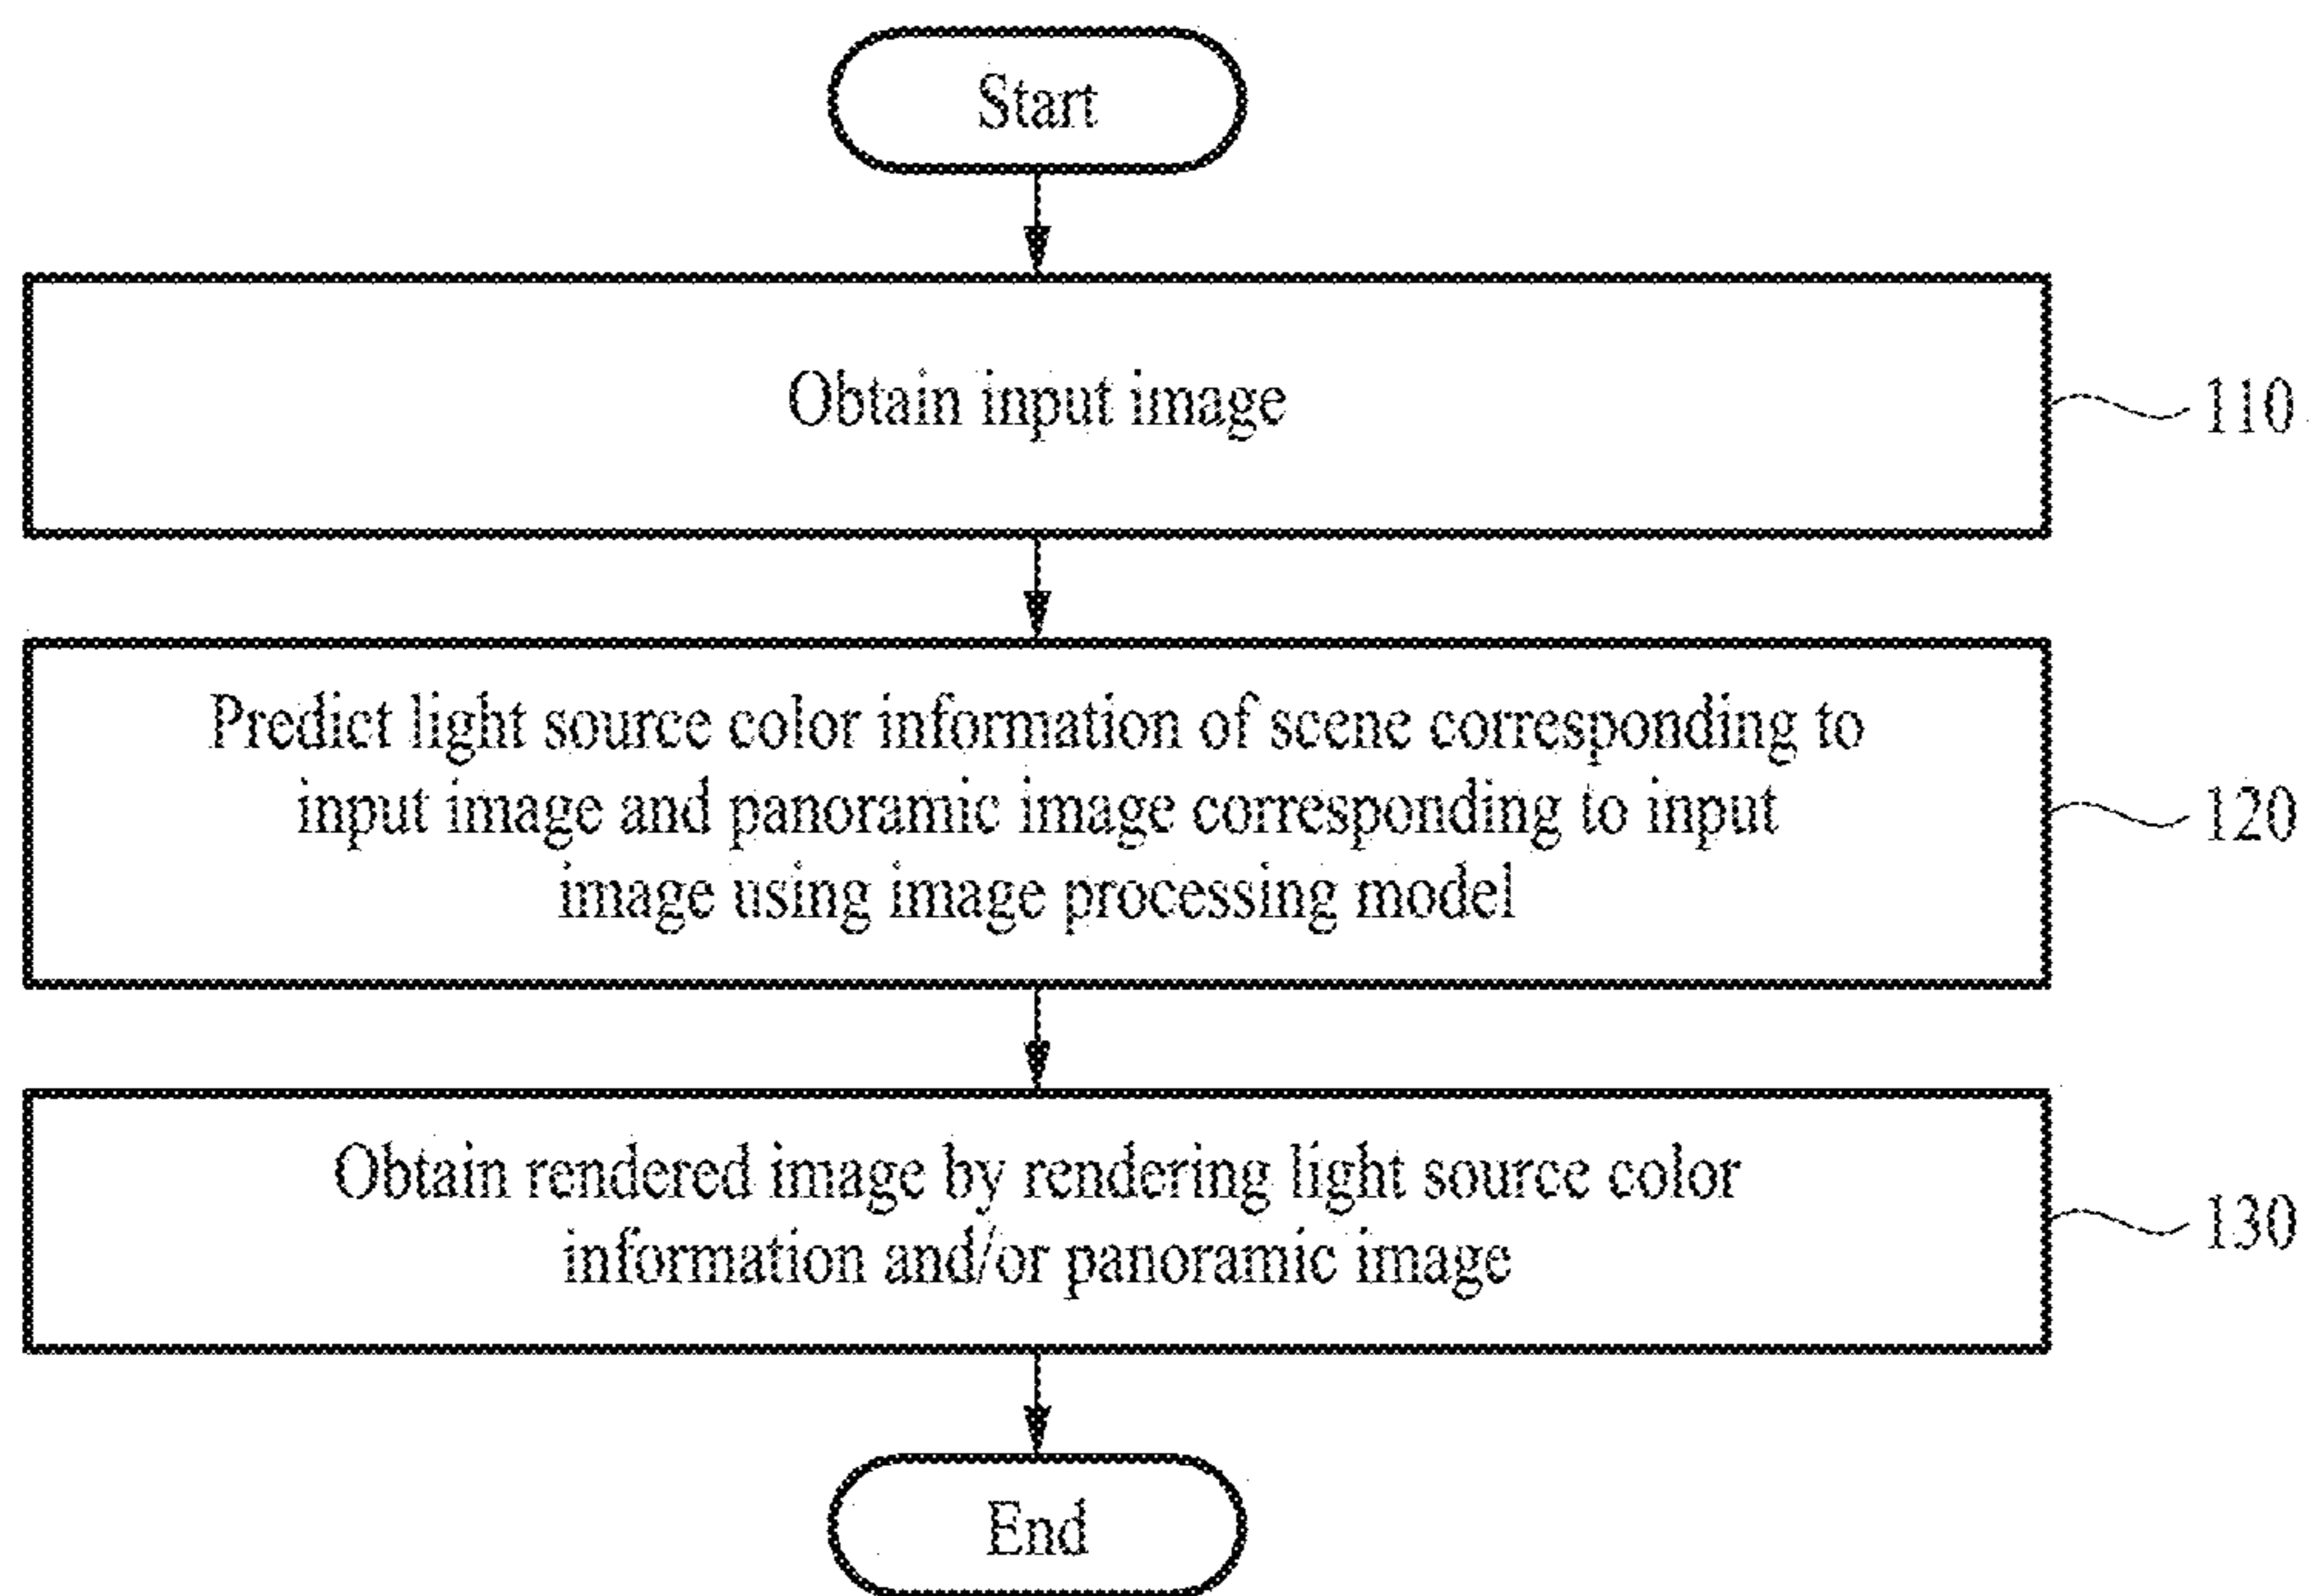 Start
Obtain input image
110
Predict light source color information of scene corresponding to
input image and panoramic image corresponding to input
image using image processing model
120
Obtain rendered image by rendering light source color
information and/or panoramic image
130
End